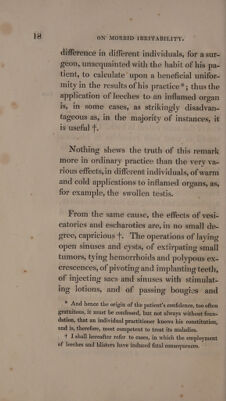 18 ON MORBID IRRITABILITY.
difference in different individuals, for a sur-
geon, unacquainted with the habit of his pa-
tient, to calculate upon a beneficial unifor-
mity in the results of his practice*; thus the
application of leeches to an inflamed organ
is, in some cases, as strikingly disadvan-
tageous as, in the majority of instances, it
is useful †.
Nothing shews the truth of this remark
more in ordinary practice than the very va-
rious effects, in different individuals, of warm
and cold applications to inflamed organs, as,
for example, the swollen testis.
From the same cause, the effects of vesi-
catories and escharotics are, in no small de-
gree, capricious †. The operations of laying
open sinuses and cysts, of extirpating small
tumors, tying hemorrhoids and polypous ex-
crescences, of pivoting and implanting teeth,
of injecting sacs and sinuses with stimulat-
ing lotions, and of passing bougies and
* And hence the origin of the patient's confidence, too often
gratuitous, it must be confessed, but not always without foun-
dation, that an individual practitioner knows his constitution,
and is, therefore, most competent to treat its maladies.
† I shall hereafter refer to cases, in which the employment
of leeches and blisters have induced fatal consequences.